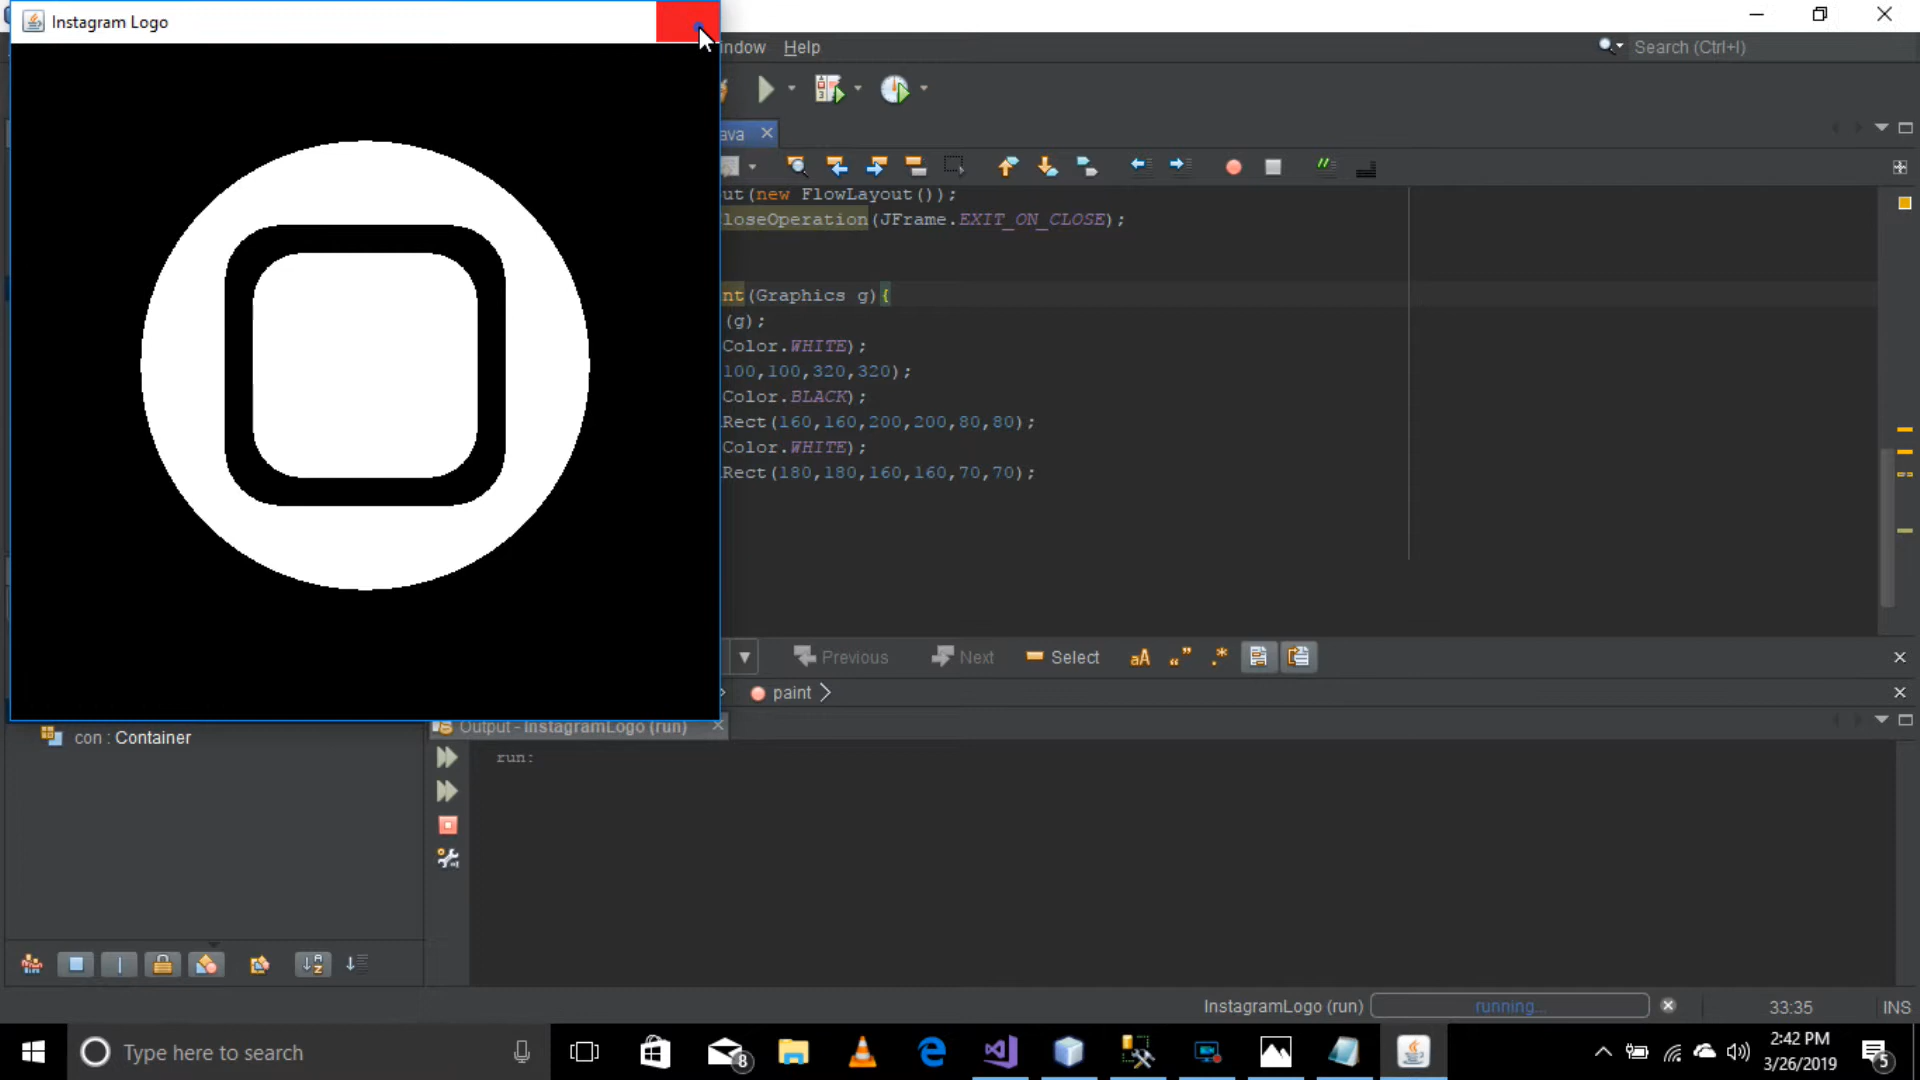 Instagram Logo
indow Help
Search (Ctrl+I)
ava
ut(new FlowLayout());
loseOperation(JFrame.EXIT_ON_CLOSE);
nt(Graphics g){
(g);
Color.WHITE);
100,100,320,320);
Color.BLACK);
Rect(160,160,200,200,80,80);
Color.WHITE);
Rect(180,180,160,160,70,70);
Previous Next Select
paint
con : Container
Output - InstagramLogo (run)
run:
InstagramLogo (run) running... 33:35 INS
Type here to search
8
2:42 PM
3/26/2019
5